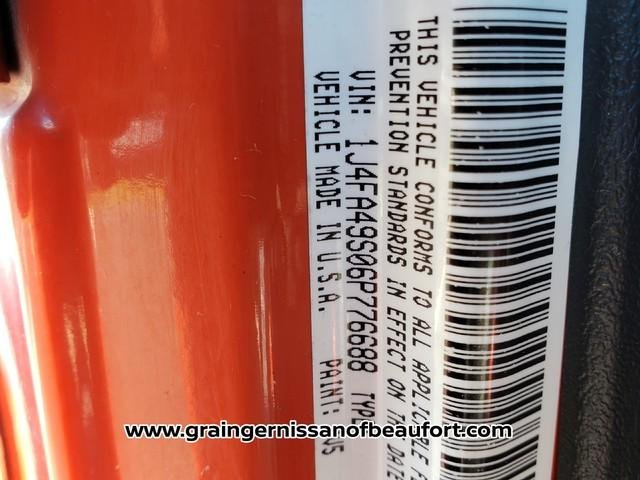 THIS VEHICLE CONFORMS TO ALL APPLICABLE
PREVENTION STANDARDS IN EFFECT ON THE DATE
VIN: 1J4FA49S06P776688 TYPE
VEHICLE MADE IN U.S.A. PAINT:
www.graingernissanofbeaufort.com